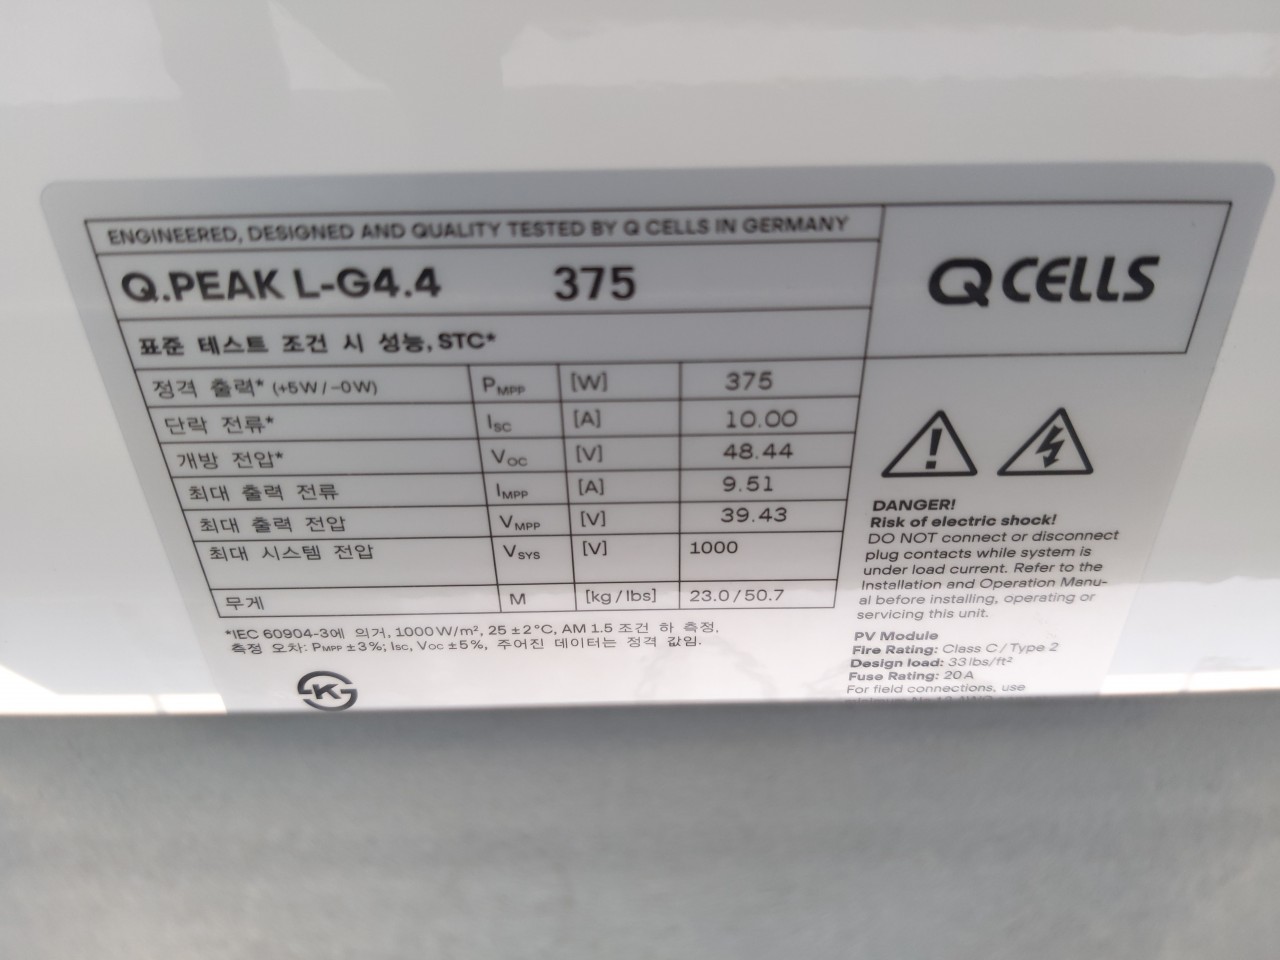 ENGINEERED, DESIGNED AND QUALITY TESTED BY Q CELLS IN GERMANY
Q.PEAK L-G4.4 375
Q CELLS
표준 테스트 조건 시 성능, STC*
정격 출력* (+5W/-0W) PMPP [W] 375
단락 전류* ISC [A] 10.00
개방 전압* VOC [V] 48.44
최대 출력 전류 IMPP [A] 9.51
최대 출력 전압 VMPP [V] 39.43
최대 시스템 전압 VSYS [V] 1000
무게 M [kg/lbs] 23.0/50.7
*IEC 60904-3에 의거, 1000W/m², 25 ±2°C, AM 1.5 조건 하 측정,
측정 오차: PMPP ±3%; ISC, VOC ±5%, 주어진 데이터는 정격 값임.
DANGER!
Risk of electric shock!
DO NOT connect or disconnect
plug contacts while system is
under load current. Refer to the
Installation and Operation Manu-
al before installing, operating or
servicing this unit.
PV Module
Fire Rating: Class C/Type 2
Design load: 33lbs/ft²
Fuse Rating: 20A
For field connections, use